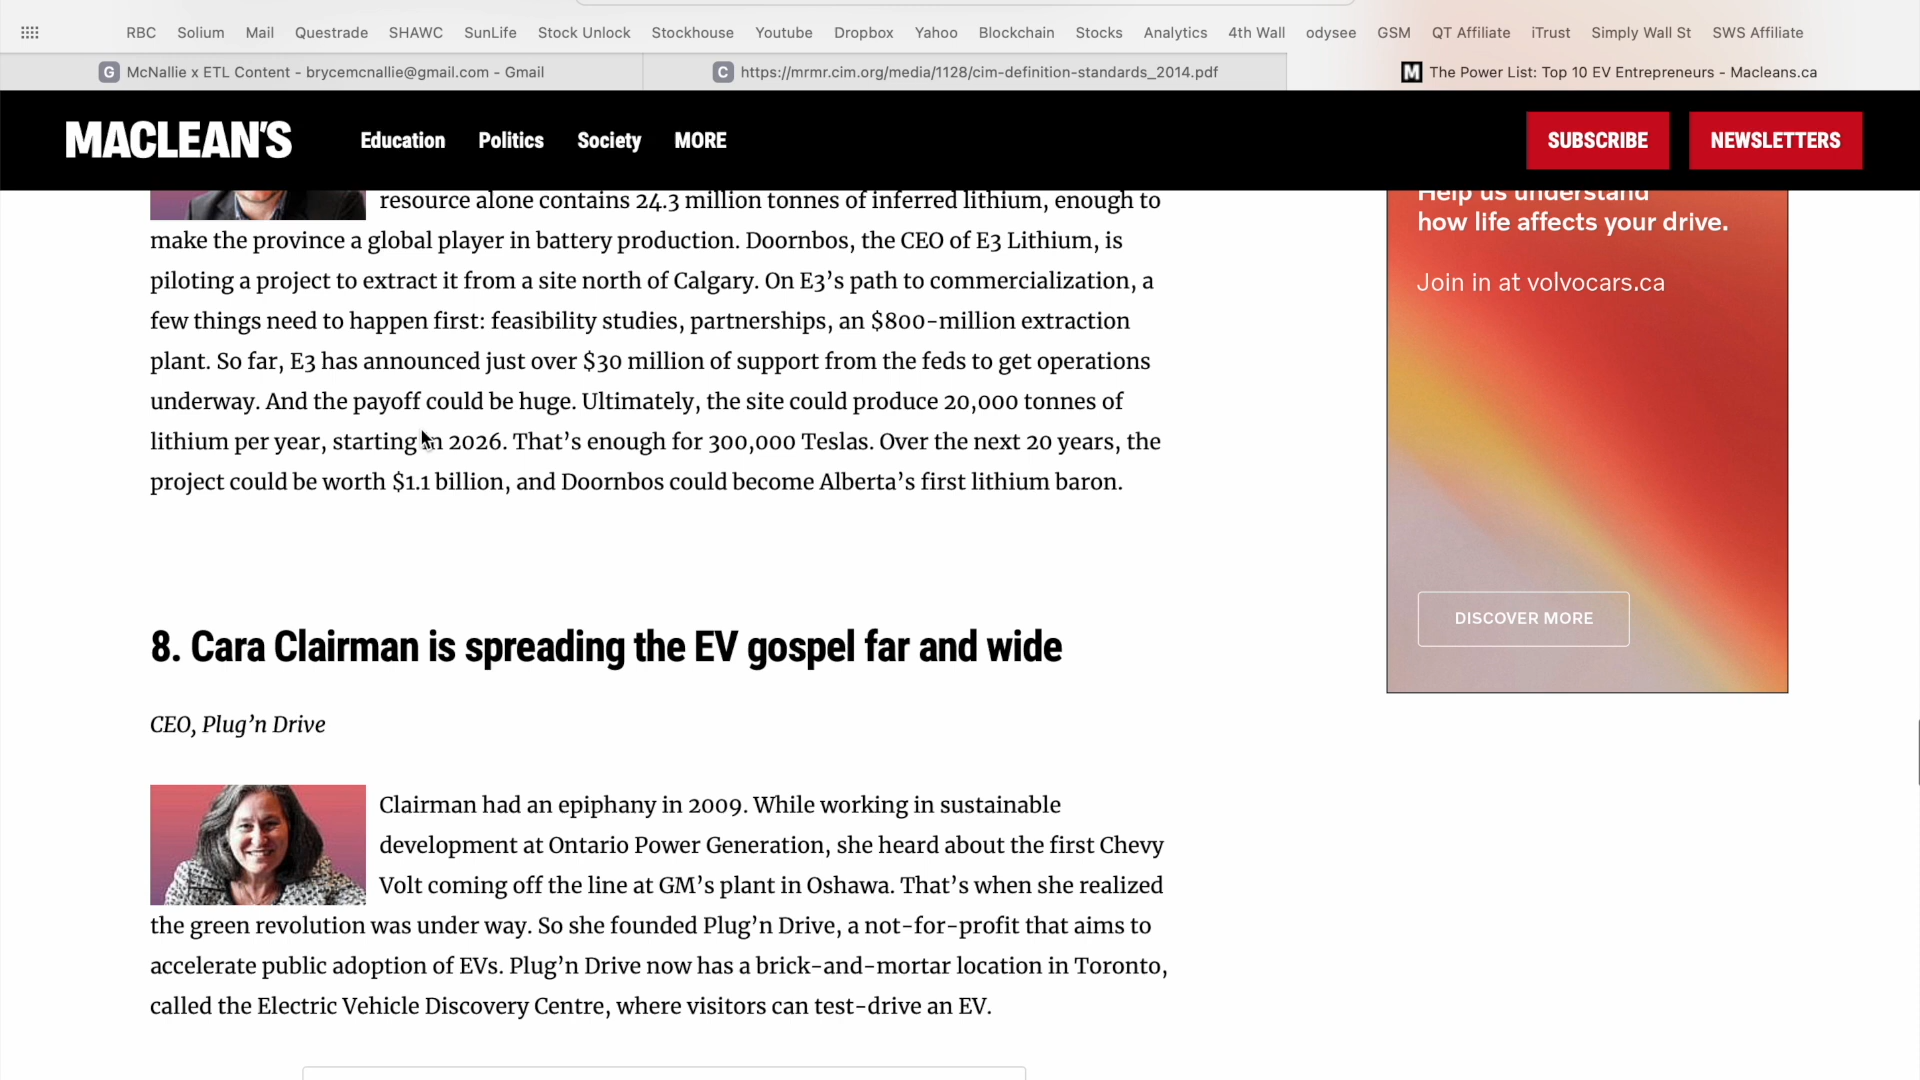 RBC Solium Mail Questrade SHAWC SunLife Stock Unlock Stockhouse Youtube Dropbox Yahoo Blockchain Stocks Analytics 4th Wall odysee GSM QT Affiliate iTrust Simply Wall St SWS Affiliate
G McNallie x ETL Content - brycemcnallie@gmail.com - Gmail
C https://mrmr.cim.org/media/1128/cim-definition-standards_2014.pdf
M The Power List: Top 10 EV Entrepreneurs - Macleans.ca
MACLEAN'S Education Politics Society MORE SUBSCRIBE NEWSLETTERS
resource alone contains 24.3 million tonnes of inferred lithium, enough to
make the province a global player in battery production. Doornbos, the CEO of E3 Lithium, is
piloting a project to extract it from a site north of Calgary. On E3’s path to commercialization, a
few things need to happen first: feasibility studies, partnerships, an $800-million extraction
plant. So far, E3 has announced just over $30 million of support from the feds to get operations
underway. And the payoff could be huge. Ultimately, the site could produce 20,000 tonnes of
lithium per year, starting in 2026. That’s enough for 300,000 Teslas. Over the next 20 years, the
project could be worth $1.1 billion, and Doornbos could become Alberta’s first lithium baron.
8. Cara Clairman is spreading the EV gospel far and wide
CEO, Plug’n Drive
Clairman had an epiphany in 2009. While working in sustainable
development at Ontario Power Generation, she heard about the first Chevy
Volt coming off the line at GM’s plant in Oshawa. That’s when she realized
the green revolution was under way. So she founded Plug’n Drive, a not-for-profit that aims to
accelerate public adoption of EVs. Plug’n Drive now has a brick-and-mortar location in Toronto,
called the Electric Vehicle Discovery Centre, where visitors can test-drive an EV.
Help us understand
how life affects your drive.
Join in at volvocars.ca
DISCOVER MORE